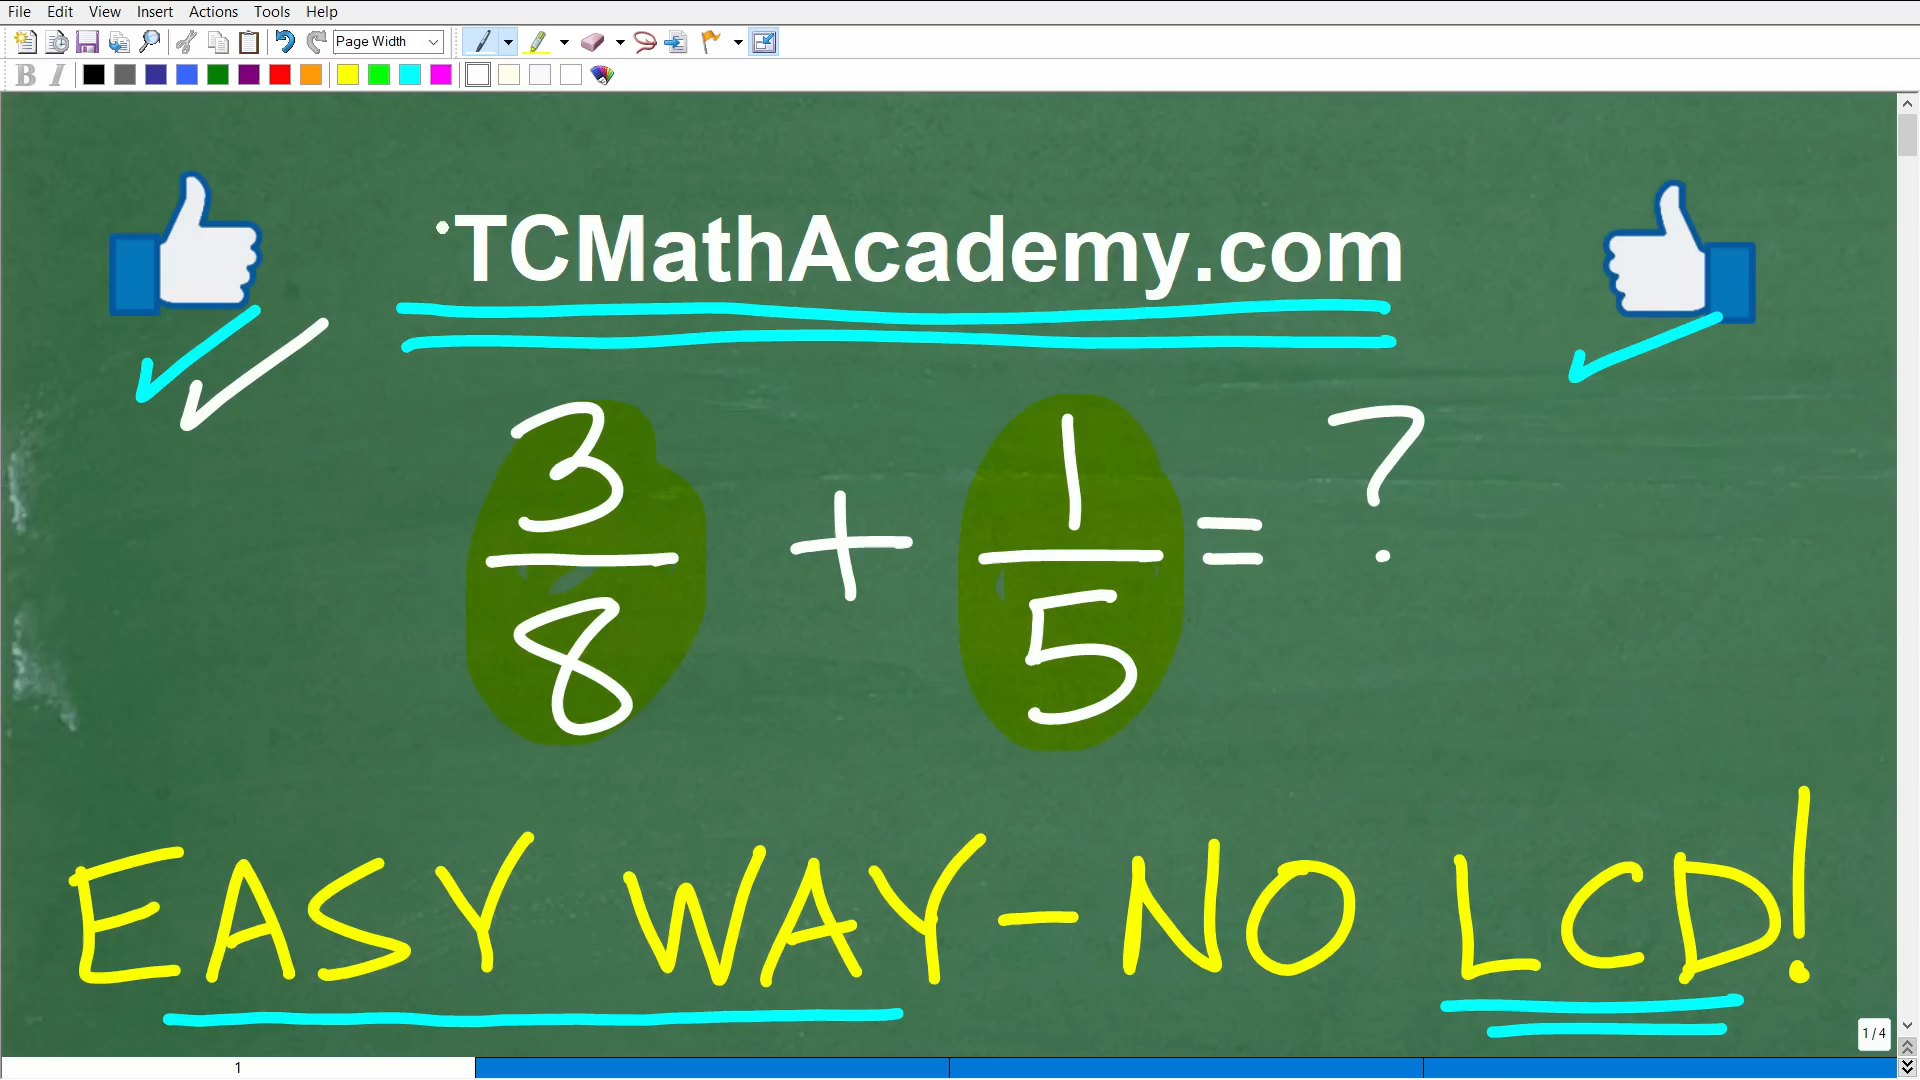 File Edit View Insert Actions Tools Help
Page Width
B I
TCMathAcademy.com
3/8 + 1/5 = ?
EASY WAY - NO LCD!
1 / 4
1